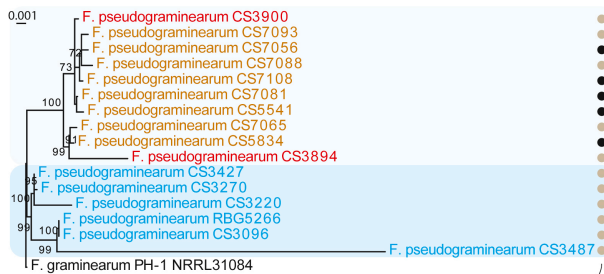 0.001
F. pseudograminearum CS3900
F. pseudograminearum CS7093
72
F. pseudograminearum CS7056
73
F. pseudograminearum CS7088
F. pseudograminearum CS7108
F. pseudograminearum CS7081
100
F. pseudograminearum CS5541
F. pseudograminearum CS7065
91
F. pseudograminearum CS5834
99
F. pseudograminearum CS3894
F. pseudograminearum CS3427
95
F. pseudograminearum CS3270
100
F. pseudograminearum CS3220
F. pseudograminearum RBG5266
99
F. pseudograminearum CS3096
100
99
F. pseudograminearum CS3487
F. graminearum PH-1 NRRL31084